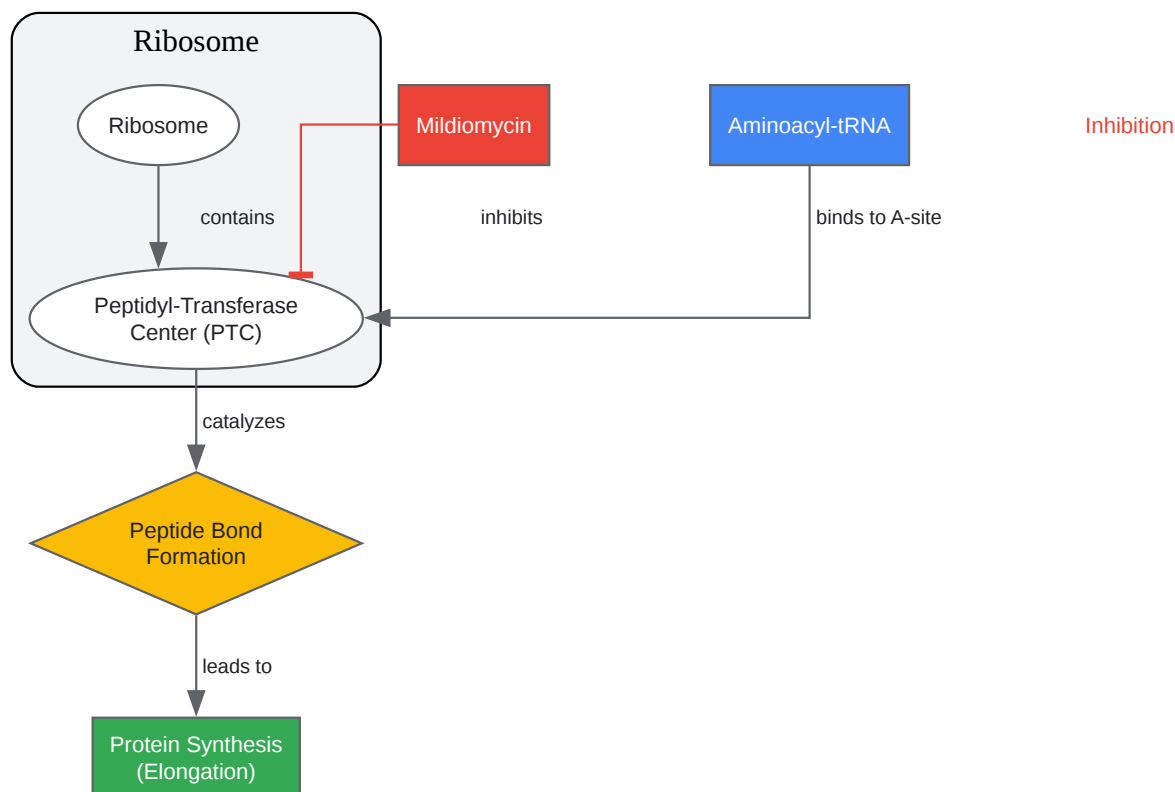 Ribosome
Ribosome
Mildiomycin
Aminoacyl-tRNA
Inhibition
contains
inhibits
binds to A-site
Peptidyl-Transferase
Center (PTC)
catalyzes
Peptide Bond
Formation
leads to
Protein Synthesis
(Elongation)